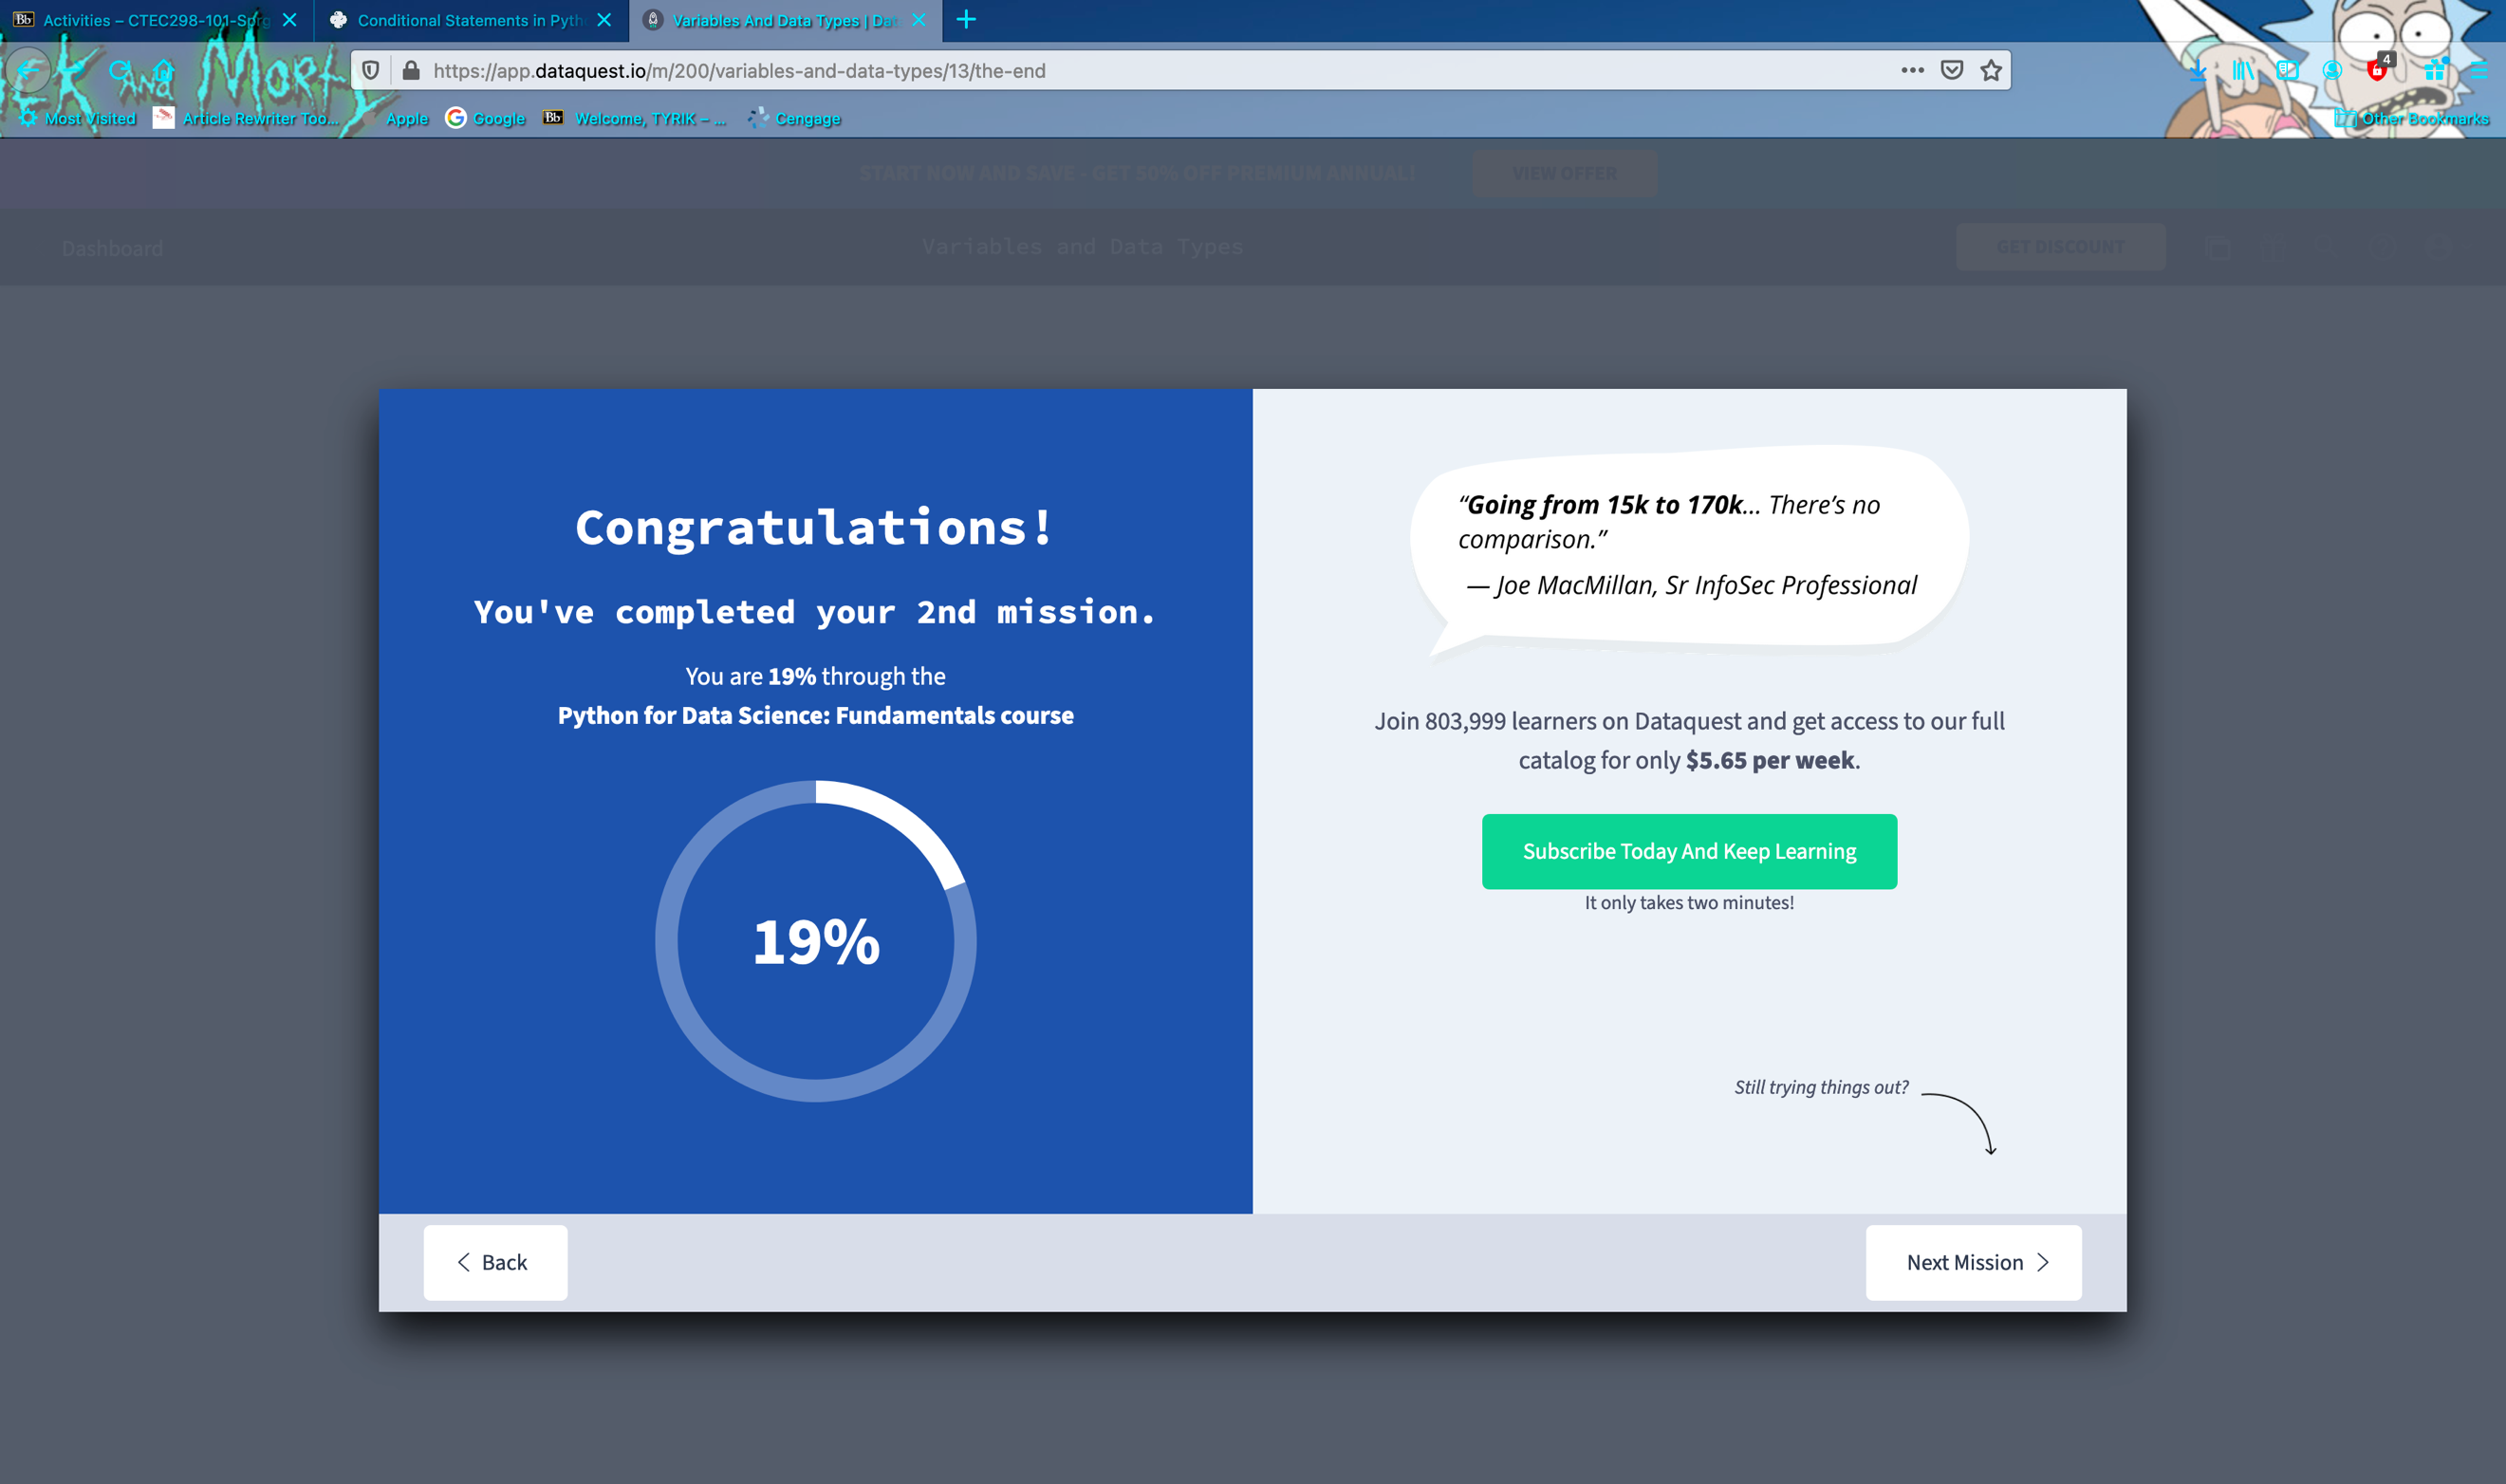 Activities – CTEC298-101-Sprg
Conditional Statements in Pyth
Variables And Data Types | Dat
https://app.dataquest.io/m/200/variables-and-data-types/13/the-end
4
Most Visited
Article Rewriter Too...
Apple
Google
Bb
Welcome, TYRIK – ...
Cengage
Other Bookmarks
START NOW AND SAVE - GET 50% OFF PREMIUM ANNUAL!
VIEW OFFER
Dashboard
Variables and Data Types
GET DISCOUNT
Congratulations!
You've completed your 2nd mission.
You are 19% through the
Python for Data Science: Fundamentals course
19%
“Going from 15k to 170k... There’s no
comparison.”
— Joe MacMillan, Sr InfoSec Professional
Join 803,999 learners on Dataquest and get access to our full
catalog for only $5.65 per week.
Subscribe Today And Keep Learning
It only takes two minutes!
Still trying things out?
Back
Next Mission